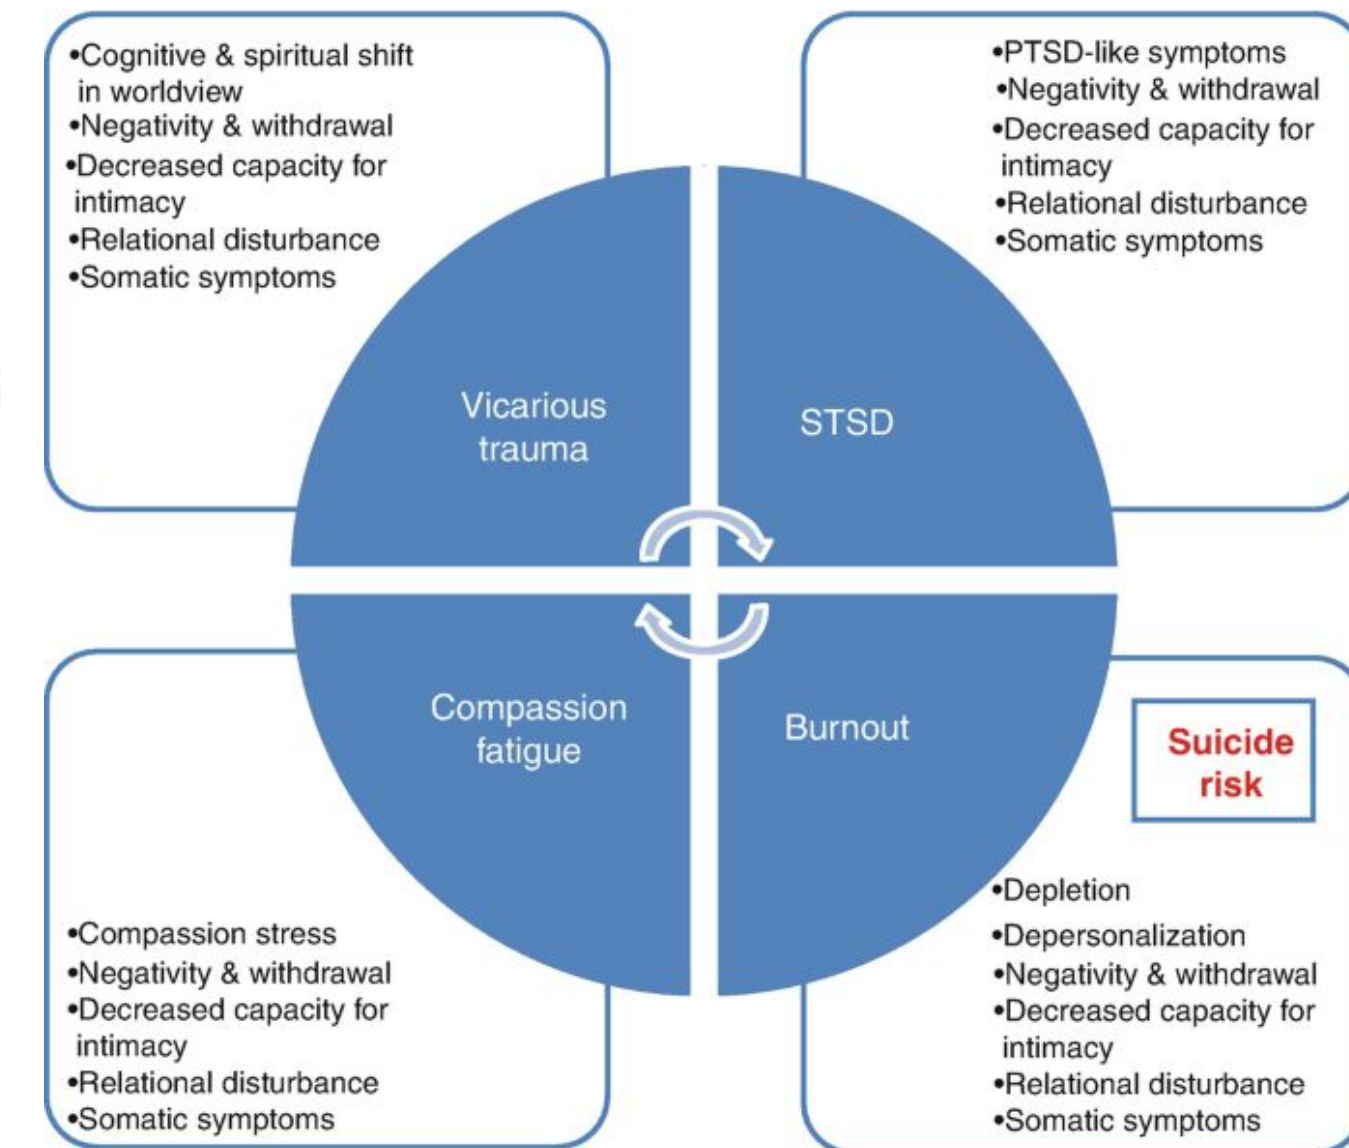 •Cognitive & spiritual shift
in worldview
•Negativity & withdrawal
•Decreased capacity for
intimacy
•Relational disturbance
•Somatic symptoms
•PTSD-like symptoms
•Negativity & withdrawal
•Decreased capacity for
intimacy
•Relational disturbance
•Somatic symptoms
Vicarious
trauma
STSD
Compassion
fatigue
Burnout
Suicide
risk
•Compassion stress
•Negativity & withdrawal
•Decreased capacity for
intimacy
•Relational disturbance
•Somatic symptoms
•Depletion
•Depersonalization
•Negativity & withdrawal
•Decreased capacity for
intimacy
•Relational disturbance
•Somatic symptoms